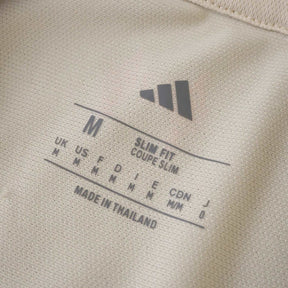 M
SLIM FIT
COUPE SLIM
UK US F D I E CDN J
M M M M M M M/M O
MADE IN THAILAND